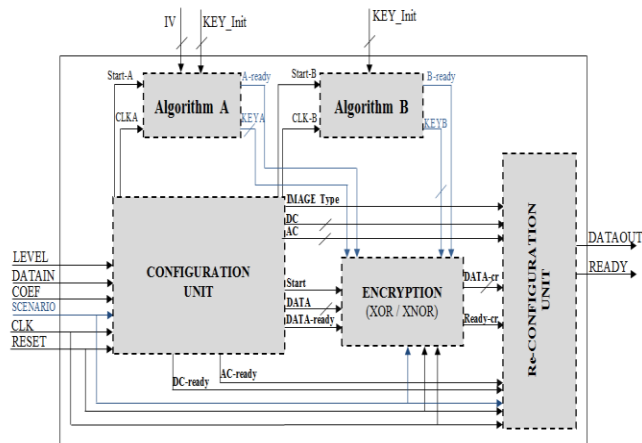 IV
KEY_Init
KEY_Init
Start-A
Algorithm A
A-ready
CLKA
KEYA
Start-B
Algorithm B
B-ready
CLK-B
KEYB
IMAGE Type
DC
AC
CONFIGURATION
UNIT
LEVEL
DATAIN
COEF
SCENARIO
CLK
RESET
Start
DATA
DATA-ready
ENCRYPTION
(XOR / XNOR)
DATA-cr
Ready-cr
Re-CONFIGURATION
UNIT
DATAOUT
READY
AC-ready
DC-ready